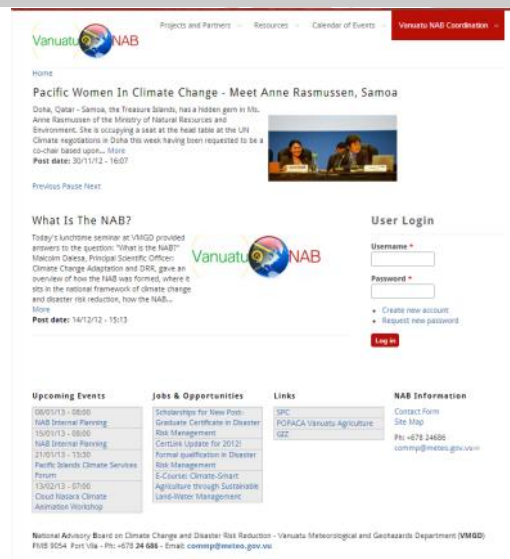 Vanuatu NAB
Projects and Partners
Resources
Calendar of Events
Vanuatu NAB Coordination
Home
Pacific Women In Climate Change - Meet Anne Rasmussen, Samoa
Doha, Qatar - Samoa, the Treasure Islands, has a hidden gem in Ms.
Anne Rasmussen of the Ministry of Natural Resources and
Environment. She is occupying a seat at the head table at the UN
Climate negotiations in Doha this week having been requested to be a
co-chair based upon... More
Post date: 30/11/12 - 16:07
Previous Pause Next
What Is The NAB?
Today's lunchtime seminar at VMGD provided
answers to the question: "What is the NAB?"
Malcolm Dalesa, Principal Scientific Officer:
Climate Change Adaptation and DRR, gave an
overview of how the NAB was formed, where it
sits in the national framework of climate change
and disaster risk reduction, how the NAB...
More
Post date: 14/12/12 - 15:13
Vanuatu NAB
User Login
Username *
Password *
Create new account
Request new password
Log in
Upcoming Events
08/01/13 - 08:00
NAB Internal Planning
15/01/13 - 08:00
NAB Internal Planning
21/01/13 - 15:30
Pacific Islands Climate Services
Forum
13/02/13 - 07:00
Cloud Nasara Climate
Animation Workshop
Jobs & Opportunities
Scholarships for New Post-
Graduate Certificate in Disaster
Risk Management
CertLink Update for 2012!
Formal qualification in Disaster
Risk Management
E-Course: Climate-Smart
Agriculture through Sustainable
Land-Water Management
Links
SPC
POPACA Vanuatu Agriculture
GIZ
NAB Information
Contact Form
Site Map
Ph: +678 24686
commp@meteo.gov.vu
National Advisory Board on Climate Change and Disaster Risk Reduction - Vanuatu Meteorological and Geohazards Department (VMGD)
PMB 9054 Port Vila - Ph: +678 24 686 - Email: commp@meteo.gov.vu